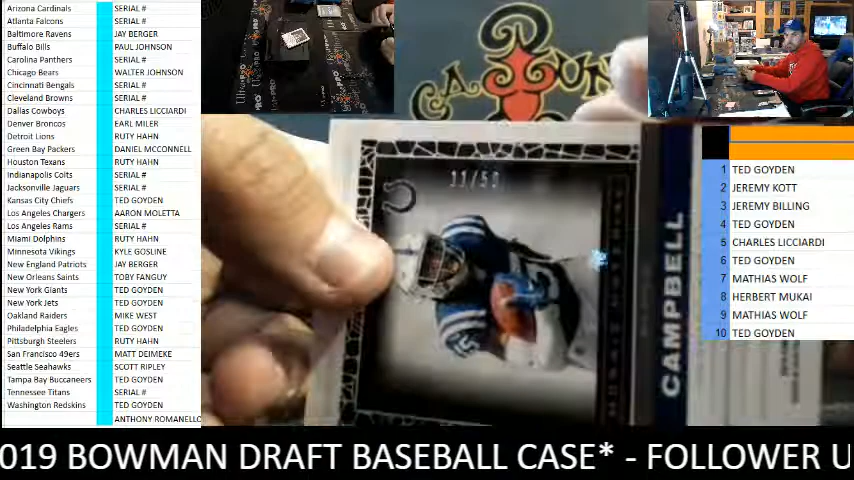 Arizona Cardinals SERIAL #
Atlanta Falcons SERIAL #
Baltimore Ravens JAY BERGER
Buffalo Bills PAUL JOHNSON
Carolina Panthers SERIAL #
Chicago Bears WALTER JOHNSON
Cincinnati Bengals SERIAL #
Cleveland Browns SERIAL #
Dallas Cowboys CHARLES LICCIARDI
Denver Broncos EARL MILER
Detroit Lions RUTY HAHN
Green Bay Packers DANIEL MCCONNELL
Houston Texans RUTY HAHN
Indianapolis Colts SERIAL #
Jacksonville Jaguars SERIAL #
Kansas City Chiefs TED GOYDEN
Los Angeles Chargers AARON MOLETTA
Los Angeles Rams SERIAL #
Miami Dolphins RUTY HAHN
Minnesota Vikings KYLE GOSLINE
New England Patriots JAY BERGER
New Orleans Saints TOBY FANGUY
New York Giants TED GOYDEN
New York Jets TED GOYDEN
Oakland Raiders MIKE WEST
Philadelphia Eagles TED GOYDEN
Pittsburgh Steelers RUTY HAHN
San Francisco 49ers MATT DEIMEKE
Seattle Seahawks SCOTT RIPLEY
Tampa Bay Buccaneers TED GOYDEN
Tennessee Titans SERIAL #
Washington Redskins TED GOYDEN
ANTHONY ROMANELLO
CAMPBELL
1 TED GOYDEN
2 JEREMY KOTT
3 JEREMY BILLING
4 TED GOYDEN
5 CHARLES LICCIARDI
6 TED GOYDEN
7 MATHIAS WOLF
8 HERBERT MUKAI
9 MATHIAS WOLF
10 TED GOYDEN
019 BOWMAN DRAFT BASEBALL CASE* - FOLLOWER U